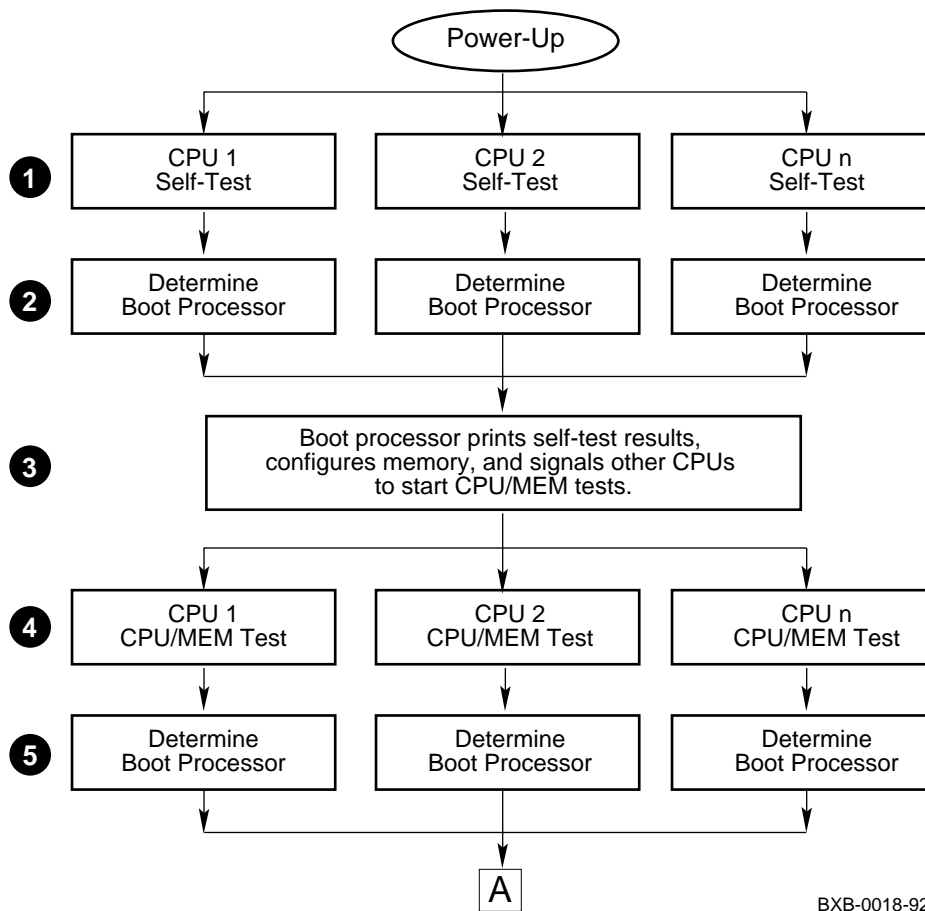 Power-Up
1
CPU 1
Self-Test
CPU 2
Self-Test
CPU n
Self-Test
2
Determine
Boot Processor
Determine
Boot Processor
Determine
Boot Processor
3
Boot processor prints self-test results,
configures memory, and signals other CPUs
to start CPU/MEM tests.
4
CPU 1
CPU/MEM Test
CPU 2
CPU/MEM Test
CPU n
CPU/MEM Test
5
Determine
Boot Processor
Determine
Boot Processor
Determine
Boot Processor
A
BXB-0018-92